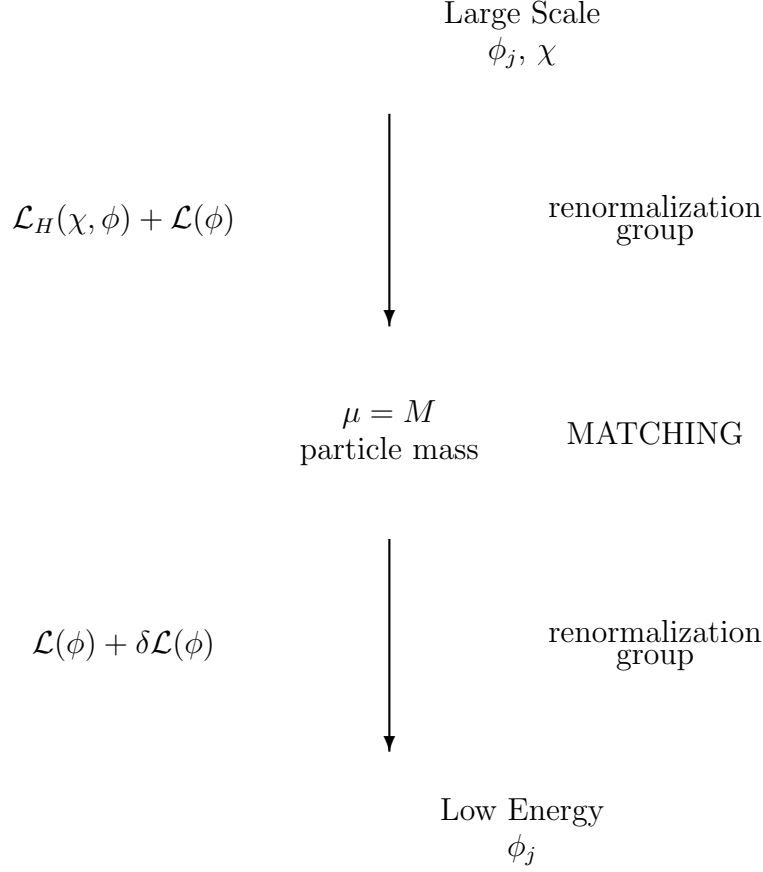 Large Scale
ϕ_j, χ
𝓛_H(χ, ϕ) + 𝓛(ϕ)
renormalization
group
μ = M
particle mass
MATCHING
𝓛(ϕ) + δ𝓛(ϕ)
renormalization
group
Low Energy
ϕ_j